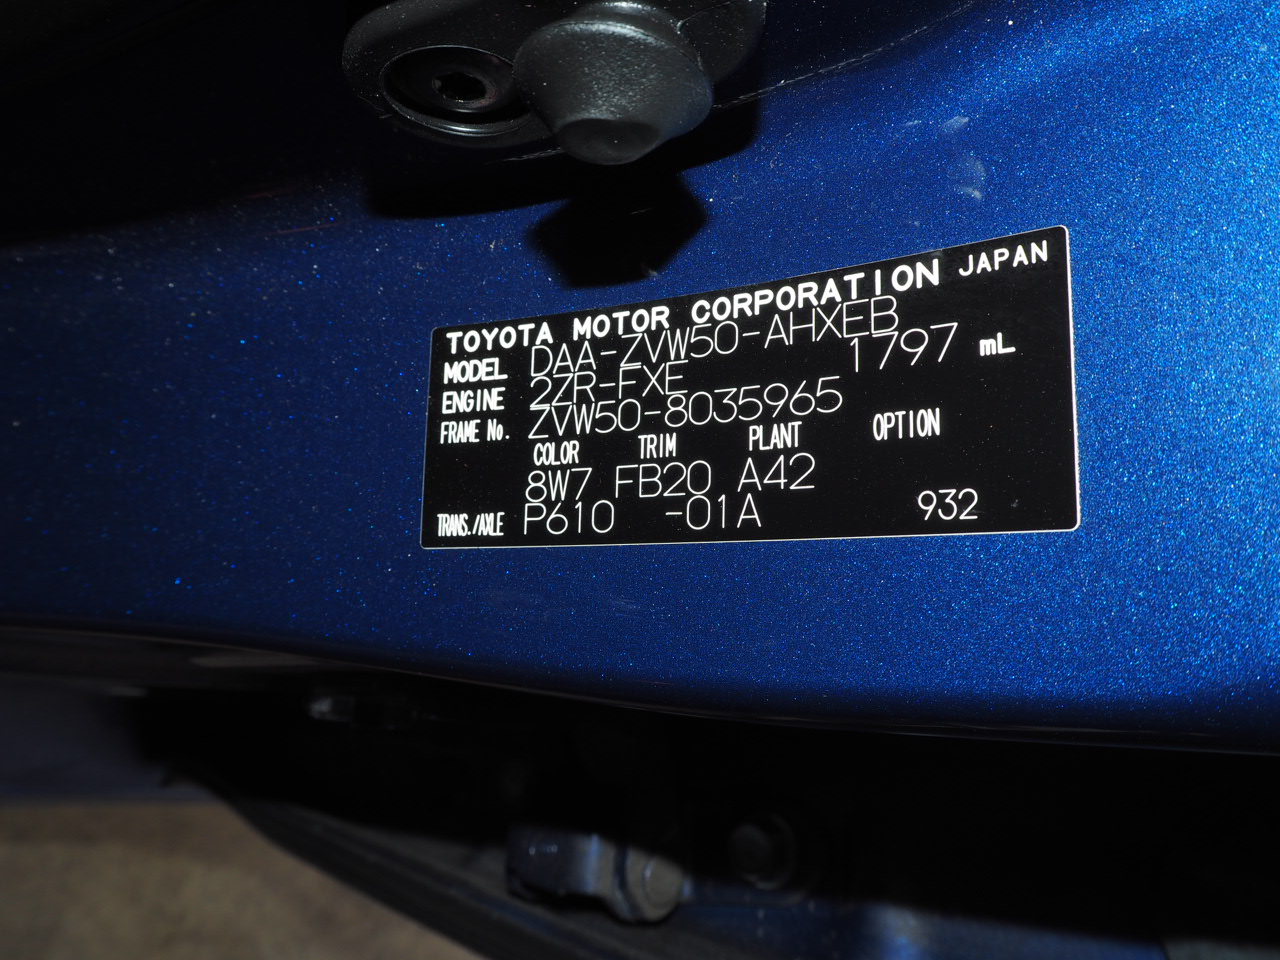 TOYOTA MOTOR CORPORATION JAPAN
MODEL DAA-ZVW50-AHXEB
ENGINE 2ZR-FXE 1797 mL
FRAME No. ZVW50-8035965
COLOR TRIM PLANT OPTION
8W7 FB20 A42
TRANS./AXLE P610 -01A 932